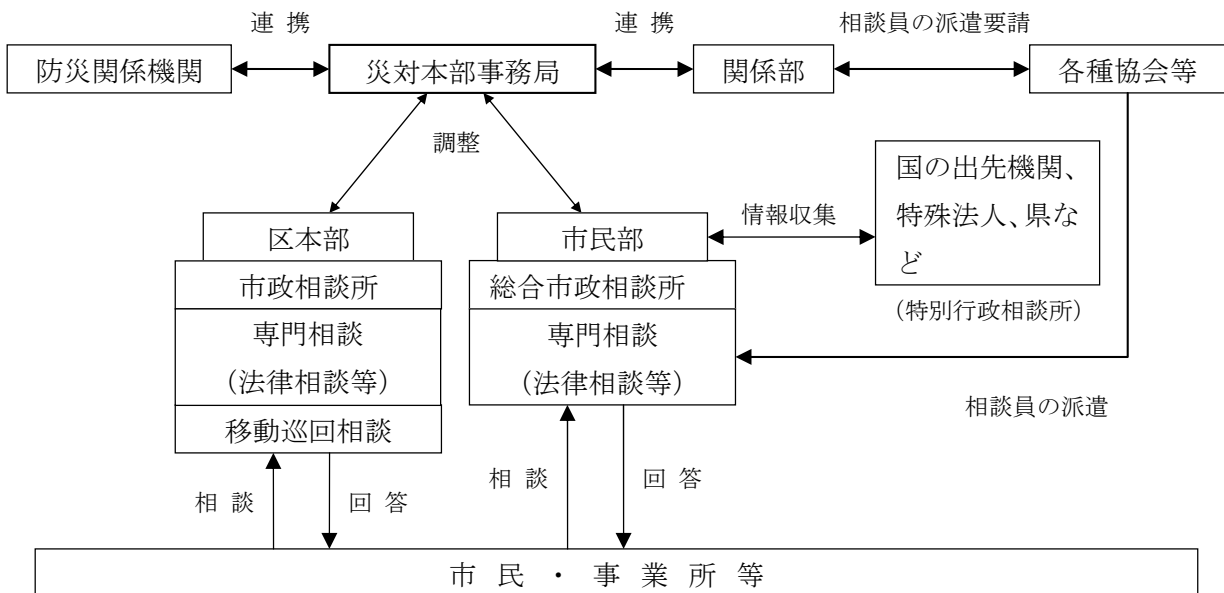 連 携
連 携
相談員の派遣要請
防災関係機関
災対本部事務局
関係部
各種協会等
調整
国の出先機関、
特殊法人、県な
ど
(特別行政相談所)
情報収集
区本部
市政相談所
専門相談
(法律相談等)
移動巡回相談
市民部
総合市政相談所
専門相談
(法律相談等)
相談員の派遣
相 談
回 答
相 談
回 答
市 民 ・ 事 業 所 等